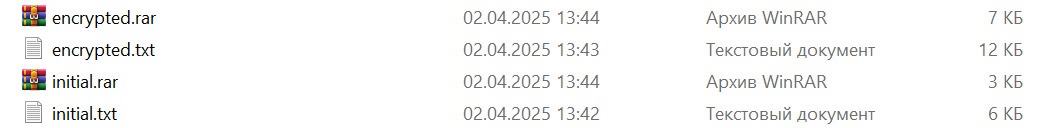 encrypted.rar 02.04.2025 13:44 Архив WinRAR 7 КБ
encrypted.txt 02.04.2025 13:43 Текстовый документ 12 КБ
initial.rar 02.04.2025 13:44 Архив WinRAR 3 КБ
initial.txt 02.04.2025 13:42 Текстовый документ 6 КБ